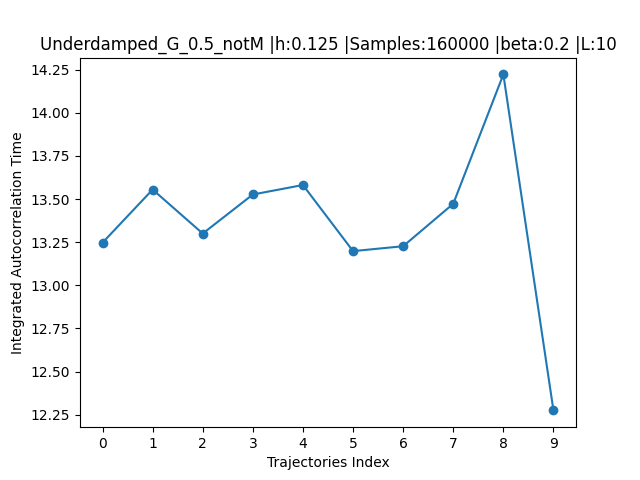 Underdamped_G_0.5_notM |h:0.125 |Samples:160000 |beta:0.2 |L:10
14.25
14.00
13.75
13.50
13.25
13.00
12.75
12.50
12.25
Integrated Autocorrelation Time
0 1 2 3 4 5 6 7 8 9
Trajectories Index